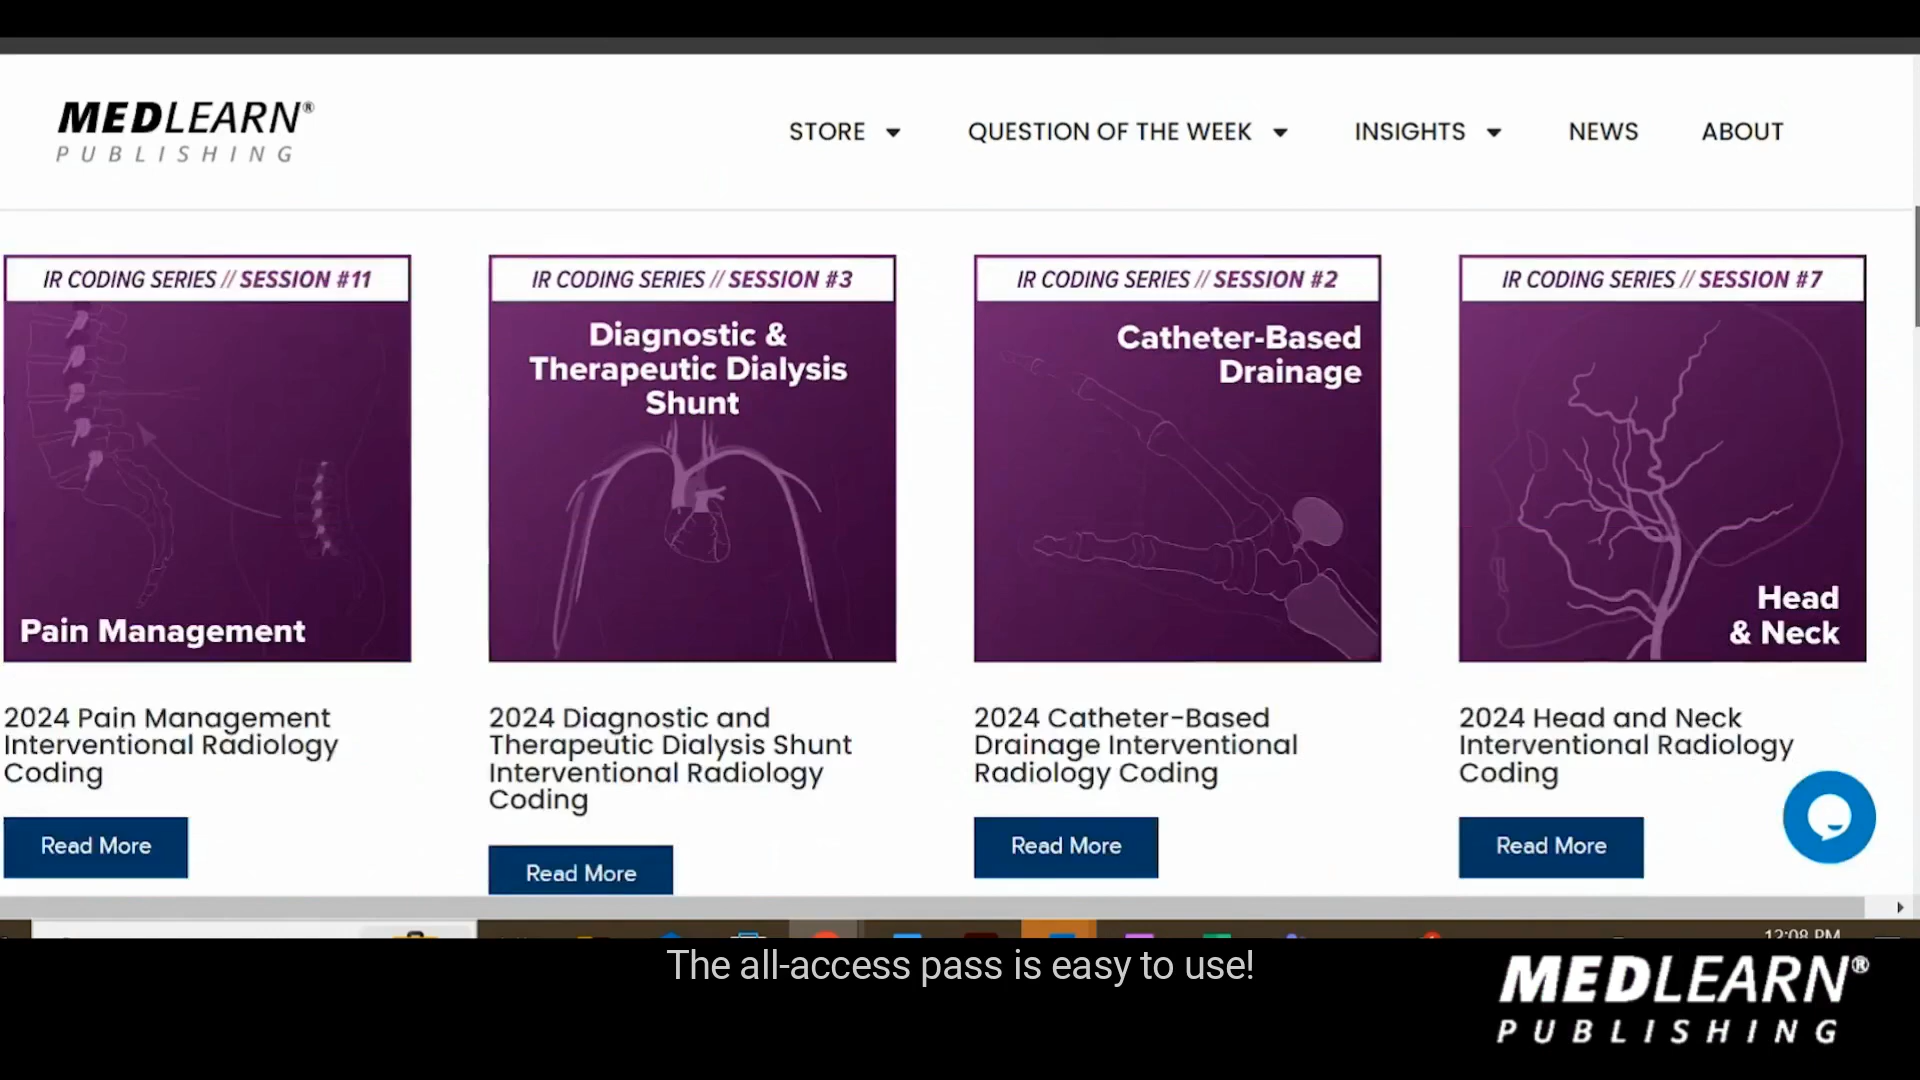 MEDLEARN®
PUBLISHING
STORE
QUESTION OF THE WEEK
INSIGHTS
NEWS
ABOUT
IR CODING SERIES // SESSION #11
Pain Management
2024 Pain Management
Interventional Radiology
Coding
Read More
IR CODING SERIES // SESSION #3
Diagnostic &
Therapeutic Dialysis
Shunt
2024 Diagnostic and
Therapeutic Dialysis Shunt
Interventional Radiology
Coding
Read More
IR CODING SERIES // SESSION #2
Catheter-Based
Drainage
2024 Catheter-Based
Drainage Interventional
Radiology Coding
Read More
IR CODING SERIES // SESSION #7
Head
& Neck
2024 Head and Neck
Interventional Radiology
Coding
Read More
12:08 PM
The all-access pass is easy to use!
MEDLEARN®
PUBLISHING